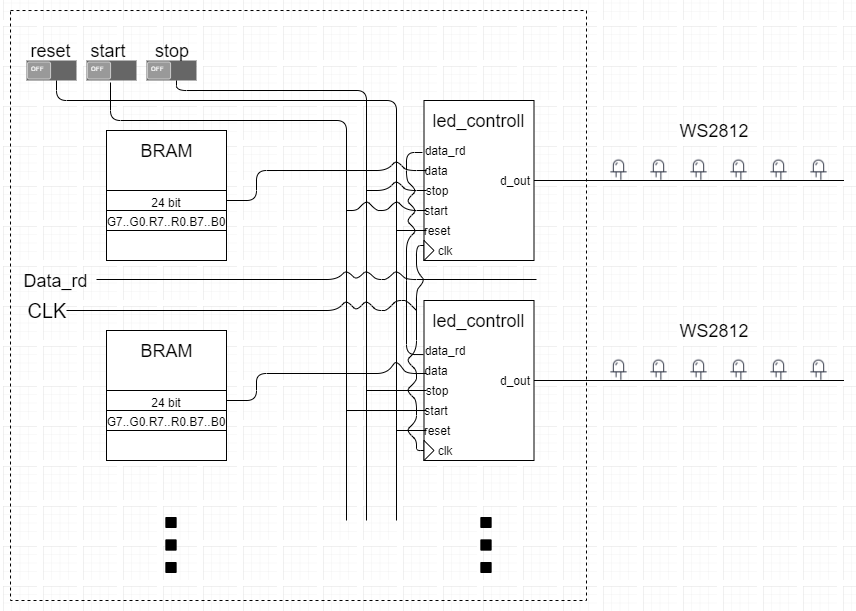 reset start stop
OFF OFF OFF
led_controll
WS2812
BRAM
data_rd
data
d_out
stop
24 bit
start
G7..G0.R7..R0.B7..B0
reset
clk
Data_rd
CLK
led_controll
WS2812
BRAM
data_rd
data
d_out
stop
24 bit
start
G7..G0.R7..R0.B7..B0
reset
clk